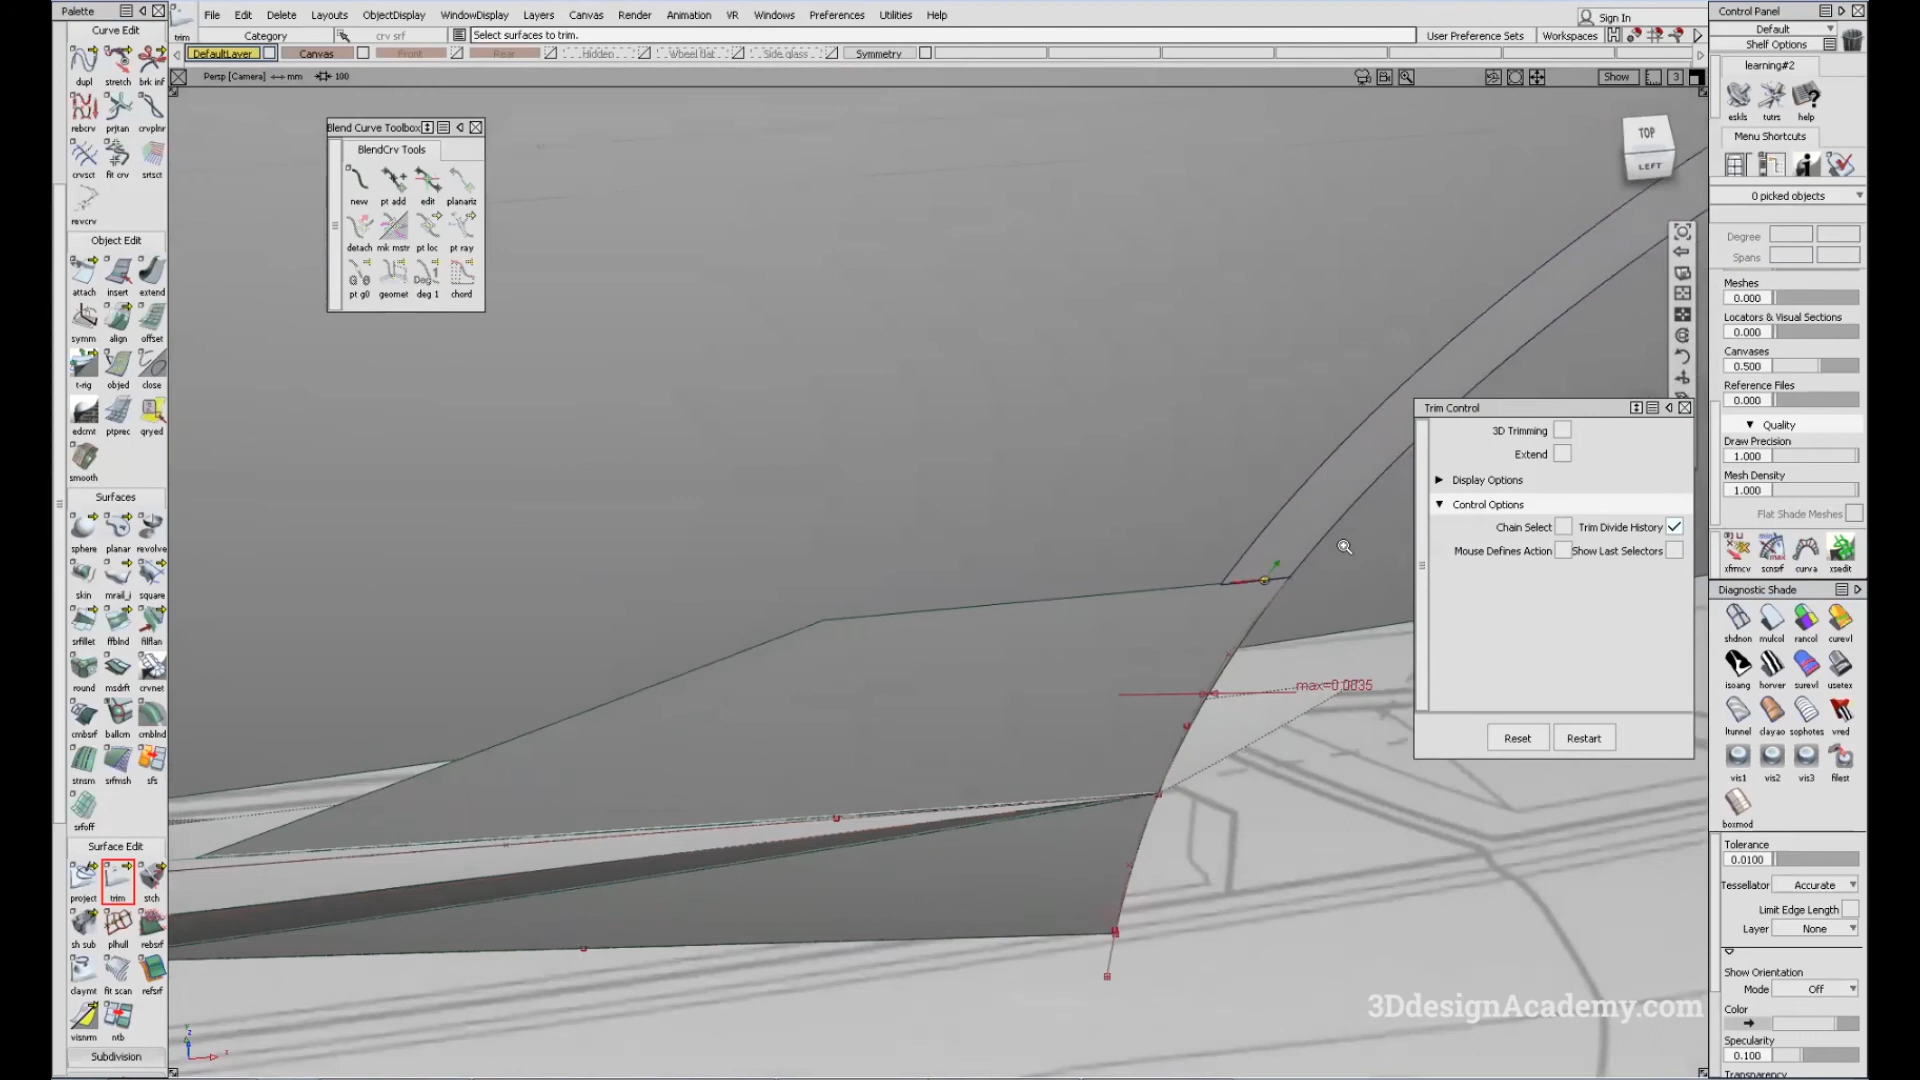 Palette
Curve Edit
dupl stretch brk inf
rebcrv prjtan crvplnr
crvsct fit crv srtsct
revcrv
Object Edit
attach insert extend
symm align offset
t-rig objed close
edcmt ptprec qryed
smooth
Surfaces
sphere planar revolve
skin mrail_i square
srfillet ffblnd filflan
round msdrft crvnet
cmbsrf ballcrn cmblnd
stnsrn srfmsh sfs
srfoff
Surface Edit
project trim stch
sh sub plhull rebsrf
claymt fit scan refsrf
visnrm ntb
Subdivision
trim
File Edit Delete Layouts ObjectDisplay WindowDisplay Layers Canvas Render Animation VR Windows Preferences Utilities Help
Sign In
Category crv srf Select surfaces to trim. User Preference Sets Workspaces
DefaultLayer Canvas Front Rear Hidden Wheel flat Side glass Symmetry
Persp [Camera] mm 100 Show 3
Blend Curve Toolbox
BlendCrv Tools
new pt add edit planariz
detach mk mstr pt loc pt ray
pt g0 geomet deg 1 chord
TOP
LEFT
max=0.0835
Trim Control
3D Trimming
Extend
Display Options
Control Options
Chain Select Trim Divide History
Mouse Defines Action Show Last Selectors
Reset Restart
3DdesignAcademy.com
Control Panel
Default
Shelf Options
learning#2
eskls tutrs help
Menu Shortcuts
0 picked objects
Degree
Spans
Meshes
0.000
Locators & Visual Sections
0.000
Canvases
0.500
Reference Files
0.000
Quality
Draw Precision
1.000
Mesh Density
1.000
Flat Shade Meshes
xfrmcv scnsrf curva xsedit
Diagnostic Shade
shdnon mulcol rancol curevl
isoang horver surevl usetex
ltunnel clayao sophotes vred
vis1 vis2 vis3 filest
boxmod
Tolerance
0.0100
Tessellator Accurate
Limit Edge Length
Layer None
Show Orientation
Mode Off
Color
Specularity
0.100
Transparency